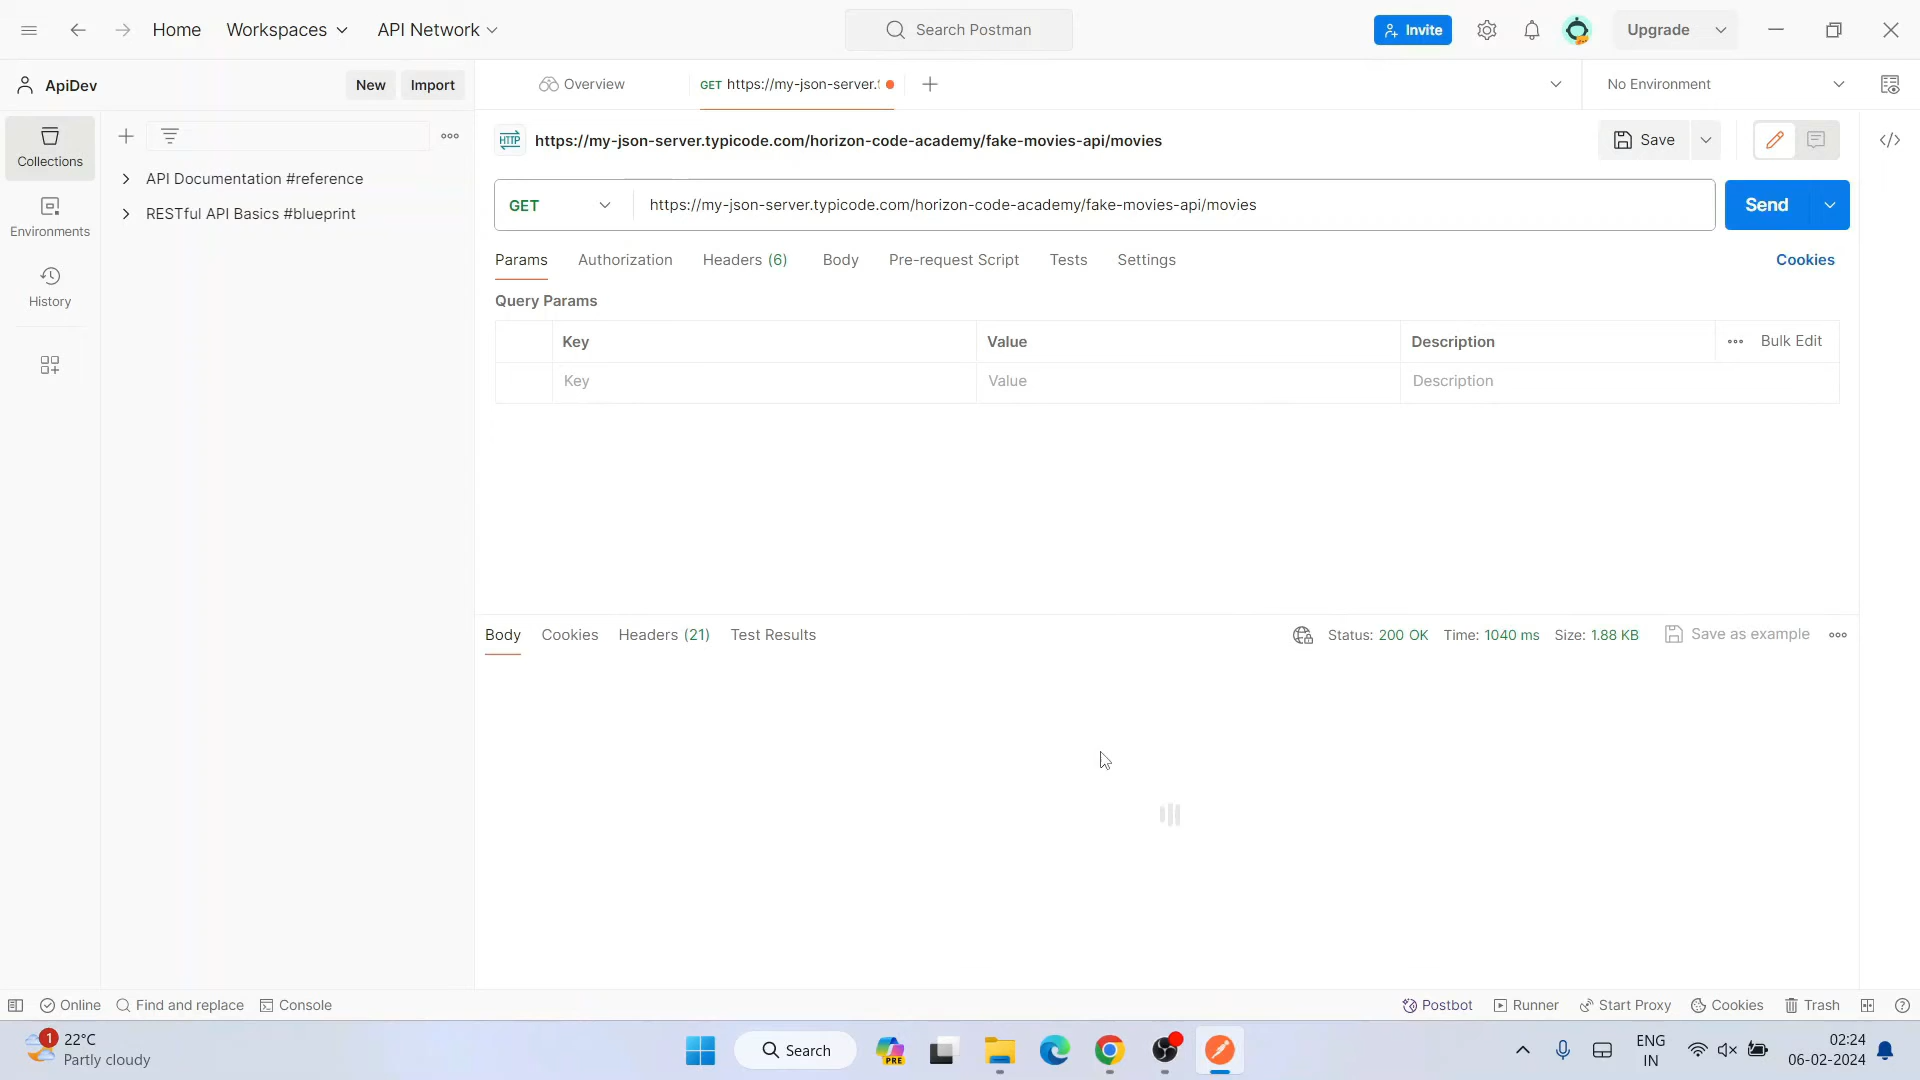 Home Workspaces API Network Search Postman Invite Upgrade
ApiDev New Import Overview GET https://my-json-server. No Environment
HTTP https://my-json-server.typicode.com/horizon-code-academy/fake-movies-api/movies Save
Collections
API Documentation #reference
RESTful API Basics #blueprint
GET https://my-json-server.typicode.com/horizon-code-academy/fake-movies-api/movies Send
Environments
Params Authorization Headers (6) Body Pre-request Script Tests Settings Cookies
History
Query Params
Key Value Description Bulk Edit
Key Value Description
Body Cookies Headers (21) Test Results Status: 200 OK Time: 1040 ms Size: 1.88 KB Save as example
Online Find and replace Console Postbot Runner Start Proxy Cookies Trash
1 22°C
Partly cloudy
Search
PRE
ENG
IN
02:24
06-02-2024